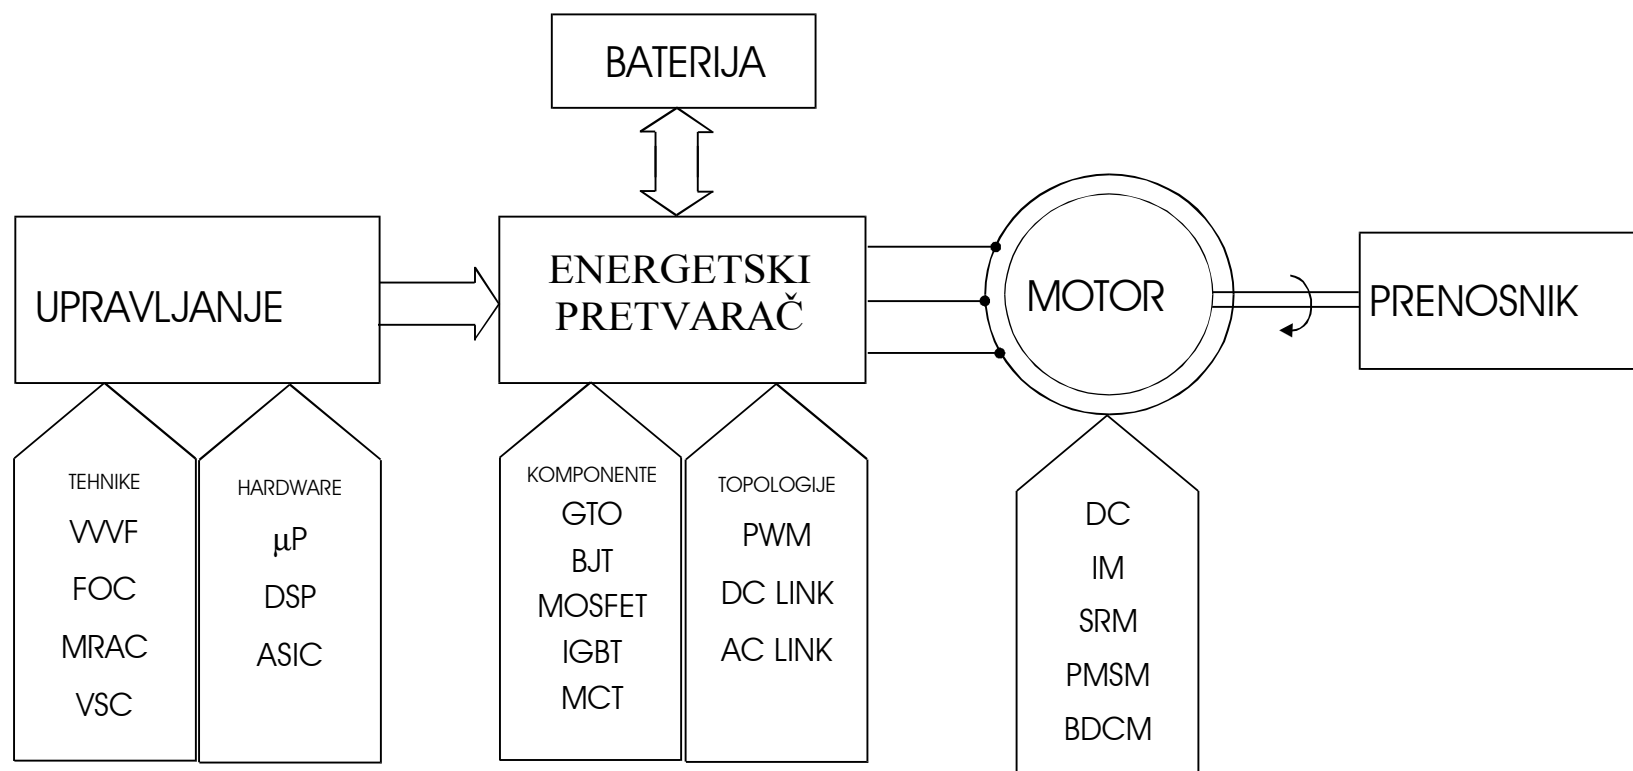 BATERIJA
UPRAVLJANJE
ENERGETSKI
PRETVARAČ
MOTOR
PRENOSNIK
TEHNIKE
VVVF
FOC
MRAC
VSC
HARDWARE
μP
DSP
ASIC
KOMPONENTE
GTO
BJT
MOSFET
IGBT
MCT
TOPOLOGIJE
PWM
DC LINK
AC LINK
DC
IM
SRM
PMSM
BDCM